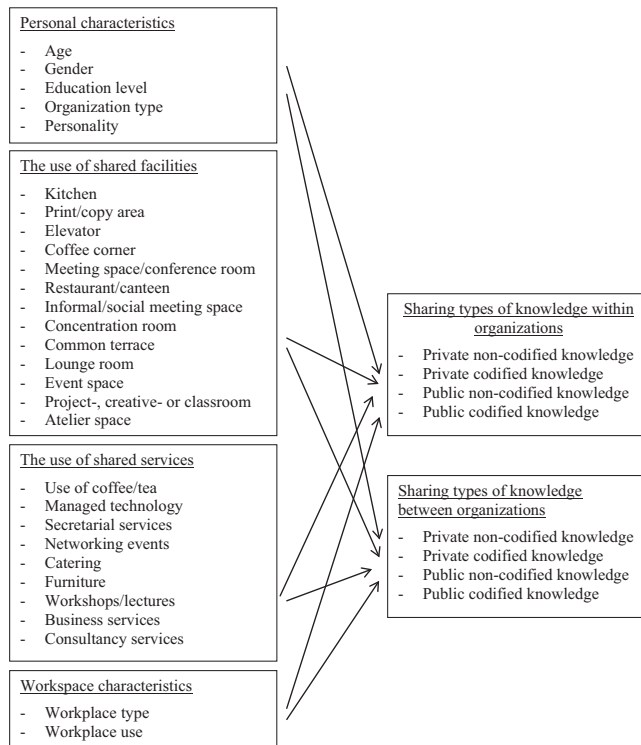 Personal characteristics
- Age
- Gender
- Education level
- Organization type
- Personality
The use of shared facilities
- Kitchen
- Print/copy area
- Elevator
- Coffee corner
- Meeting space/conference room
- Restaurant/canteen
- Informal/social meeting space
- Concentration room
- Common terrace
- Lounge room
- Event space
- Project-, creative- or classroom
- Atelier space
The use of shared services
- Use of coffee/tea
- Managed technology
- Secretarial services
- Networking events
- Catering
- Furniture
- Workshops/lectures
- Business services
- Consultancy services
Workspace characteristics
- Workplace type
- Workplace use
Sharing types of knowledge within
organizations
- Private non-codified knowledge
- Private codified knowledge
- Public non-codified knowledge
- Public codified knowledge
Sharing types of knowledge
between organizations
- Private non-codified knowledge
- Private codified knowledge
- Public non-codified knowledge
- Public codified knowledge